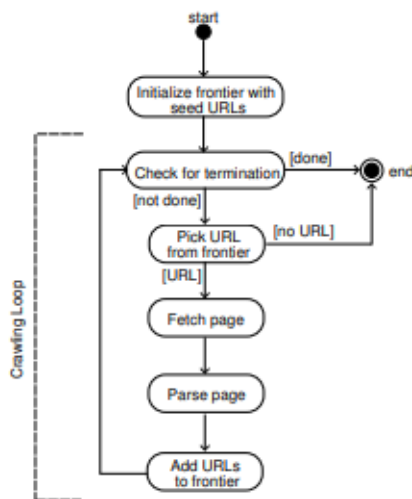 start
Initialize frontier with
seed URLs
Check for termination
[done]
end
[not done]
Pick URL
from frontier
[no URL]
[URL]
Fetch page
Parse page
Add URLs
to frontier
Crawling Loop